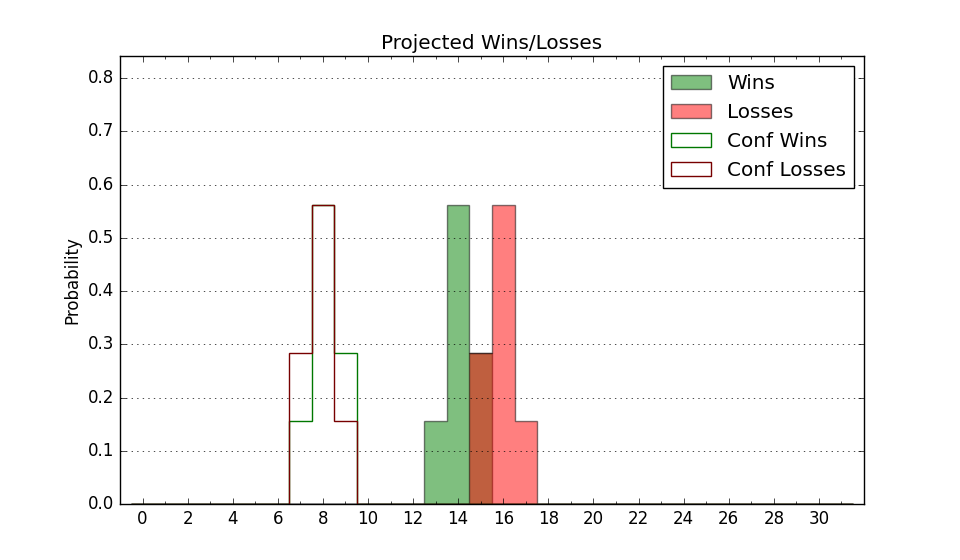 Projected Wins/Losses
Wins
Losses
Conf Wins
Conf Losses
Probability
0.8
0.7
0.6
0.5
0.4
0.3
0.2
0.1
0.0
0 2 4 6 8 10 12 14 16 18 20 22 24 26 28 30